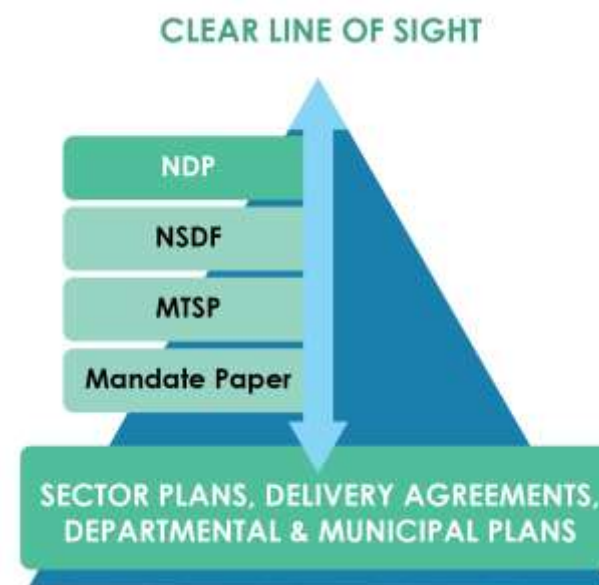 CLEAR LINE OF SIGHT
NDP
NSDF
MTSP
Mandate Paper
SECTOR PLANS, DELIVERY AGREEMENTS,
DEPARTMENTAL & MUNICIPAL PLANS